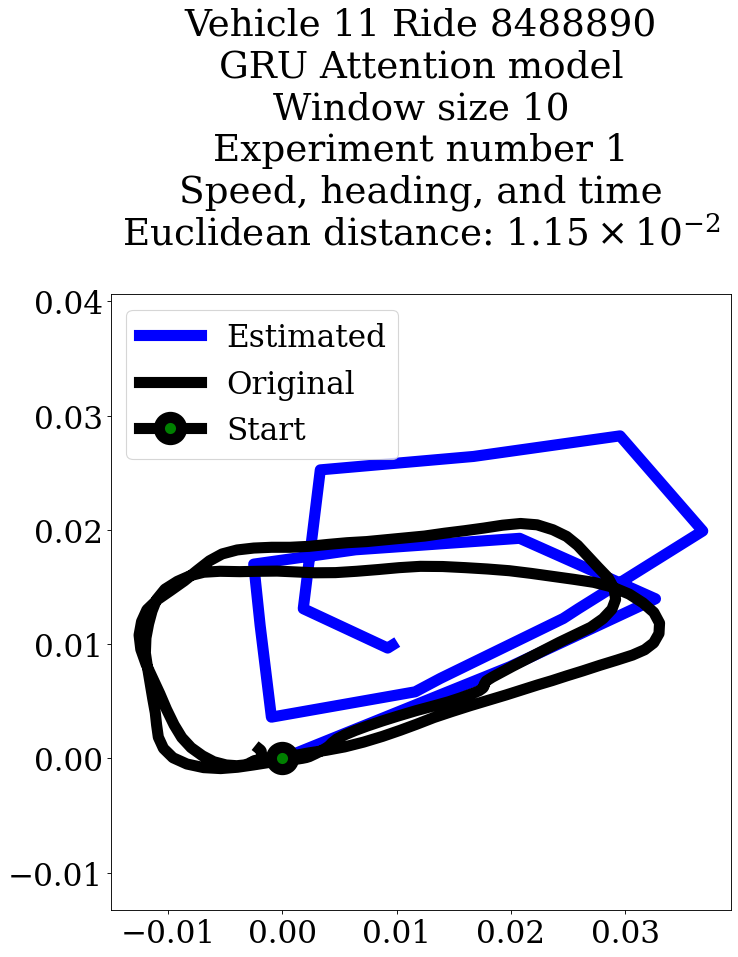 Vehicle 11 Ride 8488890
GRU Attention model
Window size 10
Experiment number 1
Speed, heading, and time
Euclidean distance: 1.15 × 10⁻²
0.04
Estimated
Original
Start
0.03
0.02
0.01
0.00
−0.01
−0.01 0.00 0.01 0.02 0.03